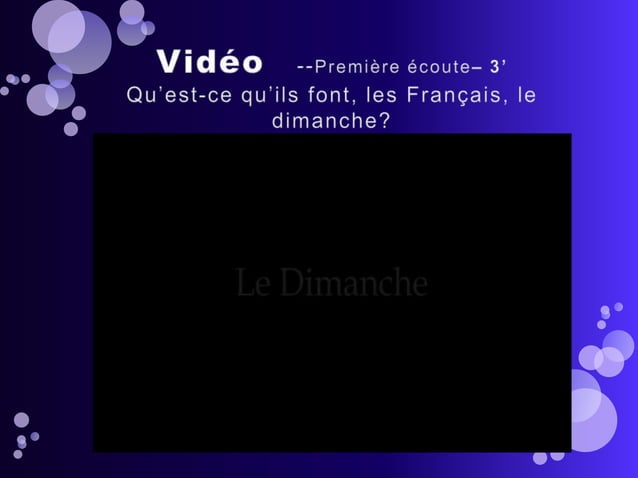 Vidéo --Première écoute– 3’
Qu’est-ce qu’ils font, les Français, le
dimanche?
Le Dimanche